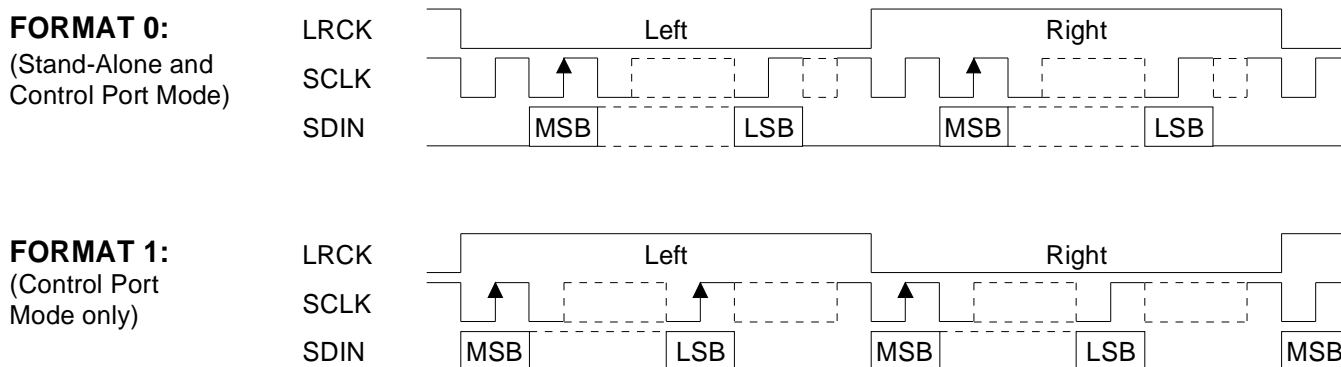 FORMAT 0:
(Stand-Alone and
Control Port Mode)
LRCK
Left
Right
SCLK
SDIN
MSB
LSB
MSB
LSB
FORMAT 1:
(Control Port
Mode only)
LRCK
Left
Right
SCLK
SDIN
MSB
LSB
MSB
LSB
MSB